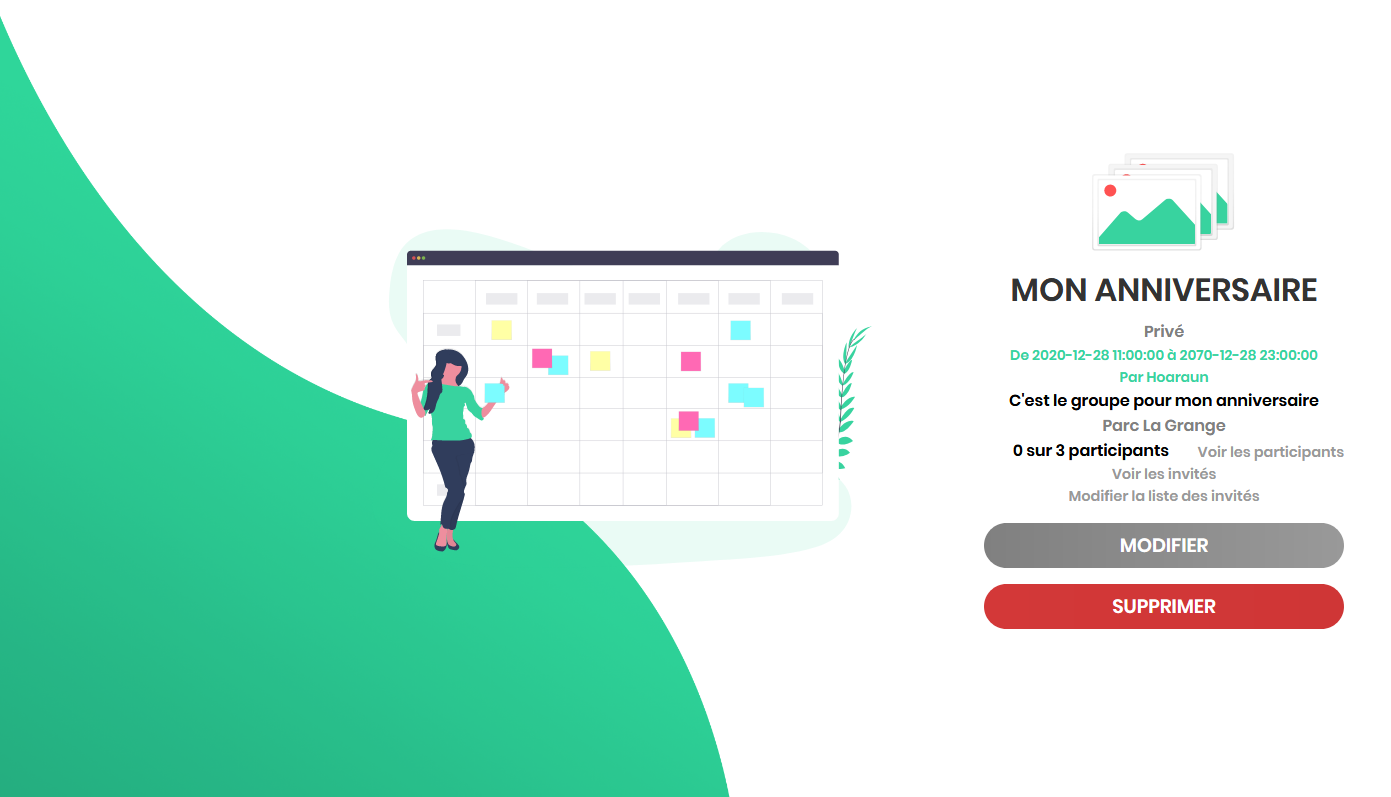 MON ANNIVERSAIRE
Privé
De 2020-12-28 11:00:00 à 2070-12-28 23:00:00
Par Hoaraun
C'est le groupe pour mon anniversaire
Parc La Grange
0 sur 3 participants Voir les participants
Voir les invités
Modifier la liste des invités
MODIFIER
SUPPRIMER